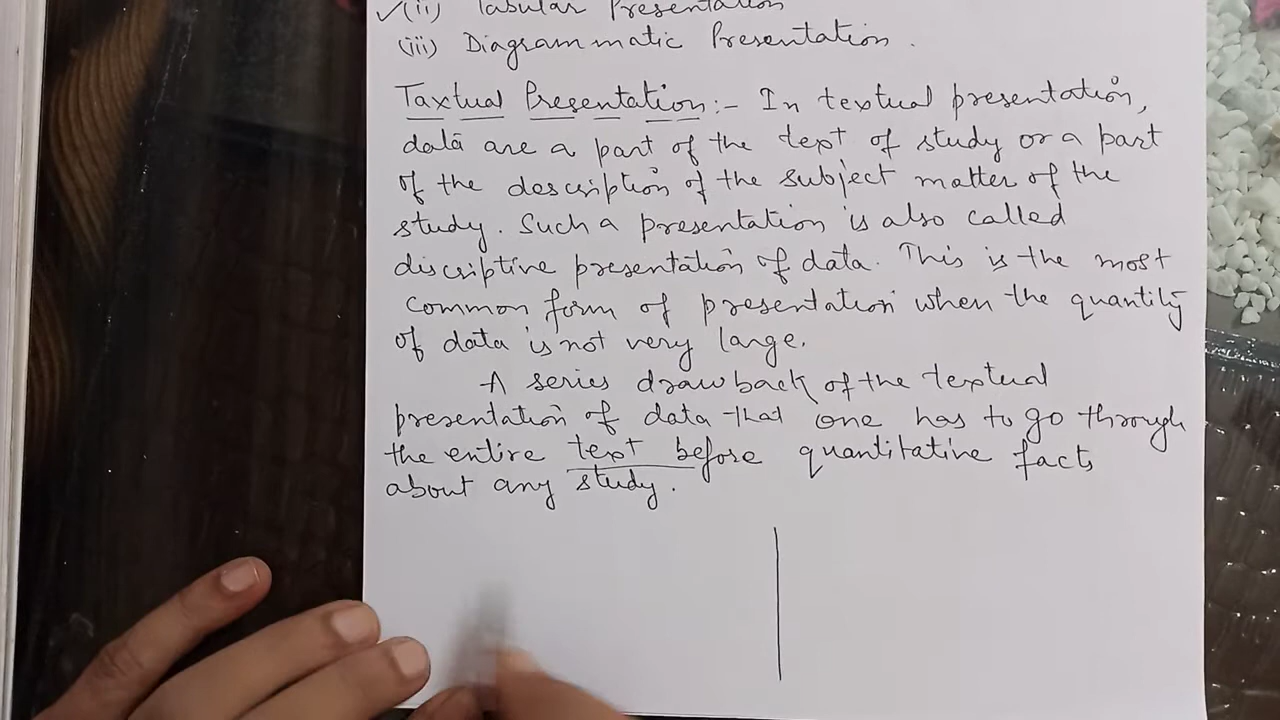 (ii) Tabular Presentation
(iii) Diagrammatic Presentation.
Taxtual Presentation:- In textual presentation,
data are a part of the text of study or a part
of the description of the subject matter of the
study. Such a presentation is also called
discriptive presentation of data. This is the most
common form of presentation when the quantity
of data is not very large.
A series drawback of the textual
presentation of data that one has to go through
the entire text before quantitative facts
about any study.